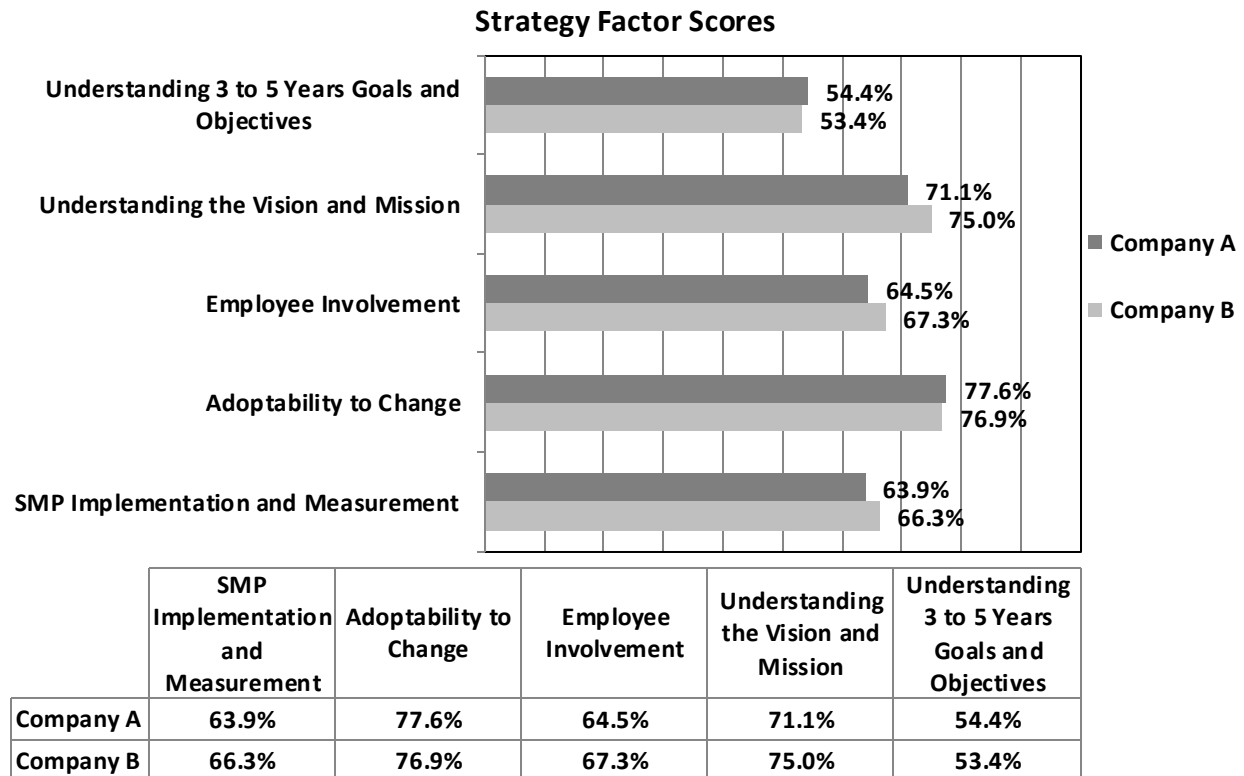 Strategy Factor Scores
Understanding 3 to 5 Years Goals and
Objectives
54.4%
53.4%
Understanding the Vision and Mission
71.1%
75.0%
Employee Involvement
64.5%
67.3%
Adoptability to Change
77.6%
76.9%
SMP Implementation and Measurement
63.9%
66.3%
Company A
Company B
SMP
Implementation
and
Measurement
Adoptability to
Change
Employee
Involvement
Understanding
the Vision and
Mission
Understanding
3 to 5 Years
Goals and
Objectives
Company A 63.9% 77.6% 64.5% 71.1% 54.4%
Company B 66.3% 76.9% 67.3% 75.0% 53.4%